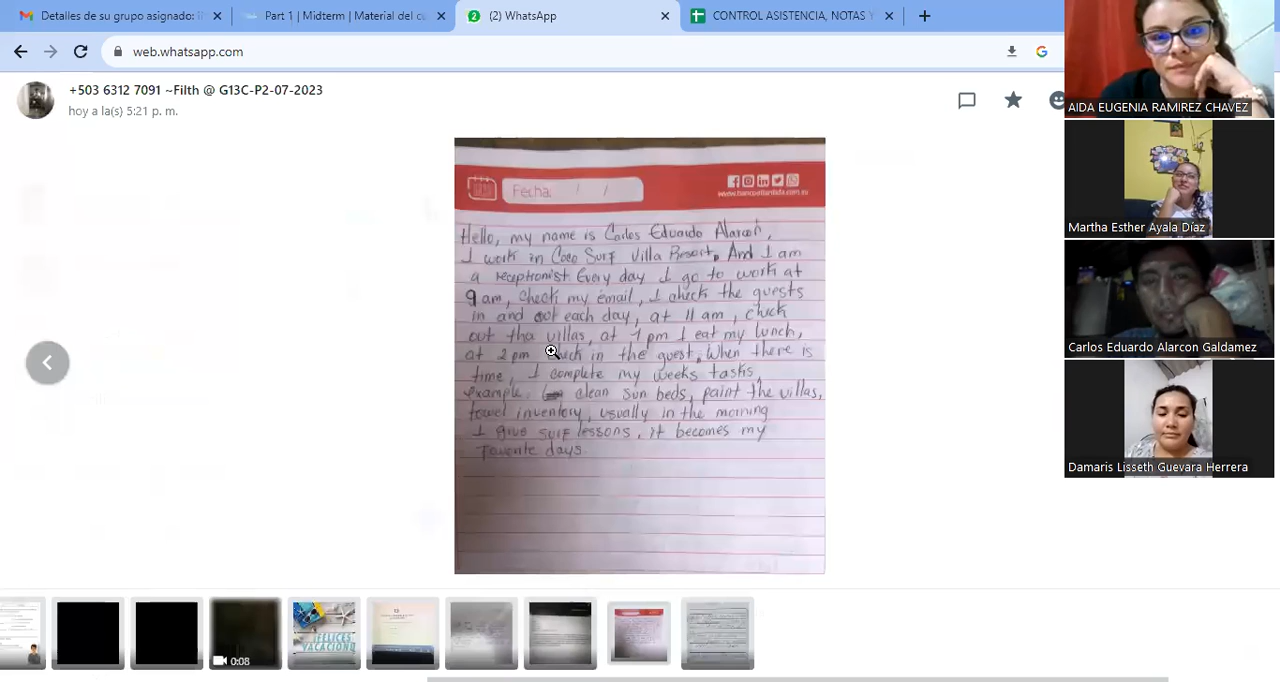 Detalles de su grupo asignado:
Part 1 | Midterm | Material del cu
(2) WhatsApp
CONTROL ASISTENCIA, NOTAS Y
web.whatsapp.com
+503 6312 7091 ~Filth @ G13C-P2-07-2023
hoy a la(s) 5:21 p. m.
Fecha: / /
Hello, my name is Carlos Eduardo Alarcon,
I work in Coco Surf Villa Resort, And I am
a receptionist Every day I go to work at
9 am, check my email, I check the guests
in and out each day, at 11 am, check
out tha villas, at 1 pm I eat my lunch,
at 2 pm in the guest, When there is
time, I complete my weeks tasks,
example. clean sun beds, paint the villas,
towel inventory, usually in the morning
I give surf lessons, it becomes my
favorite days.
AIDA EUGENIA RAMIREZ CHAVEZ
Martha Esther Ayala Díaz
Carlos Eduardo Alarcon Galdamez
Damaris Lisseth Guevara Herrera
0:08
¡FELICES